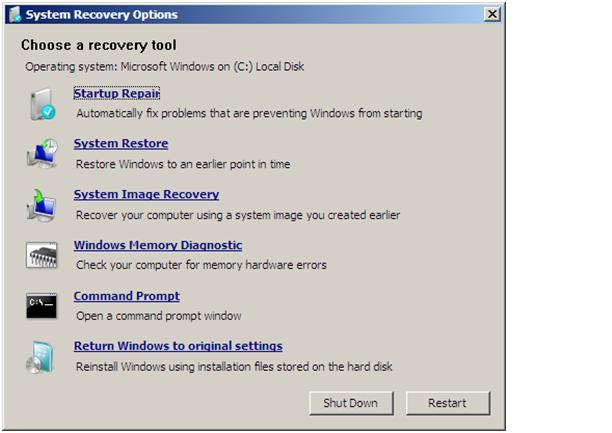 System Recovery Options
Choose a recovery tool
Operating system: Microsoft Windows on (C:) Local Disk
Startup Repair
Automatically fix problems that are preventing Windows from starting
System Restore
Restore Windows to an earlier point in time
System Image Recovery
Recover your computer using a system image you created earlier
Windows Memory Diagnostic
Check your computer for memory hardware errors
C:\_
Command Prompt
Open a command prompt window
Return Windows to original settings
Reinstall Windows using installation files stored on the hard disk
Shut Down Restart